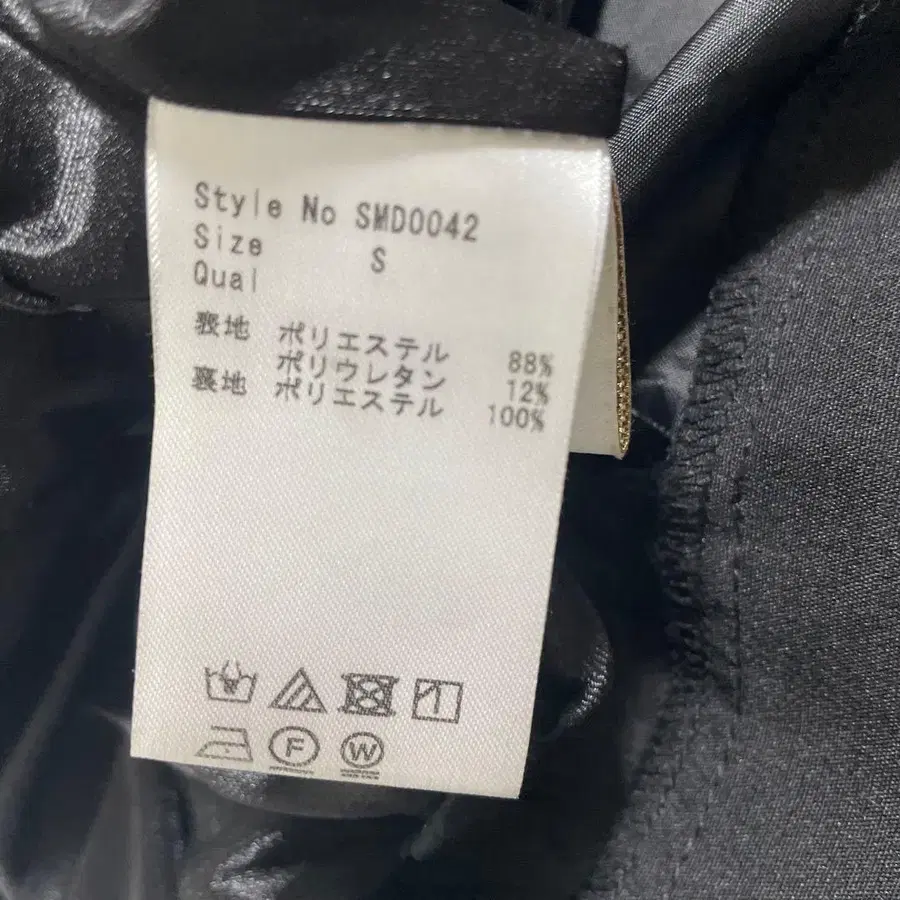 Style No SMD0042
Size S
Qual
表地 ポリエステル 88%
ポリウレタン 12%
裏地 ポリエステル 100%
F W